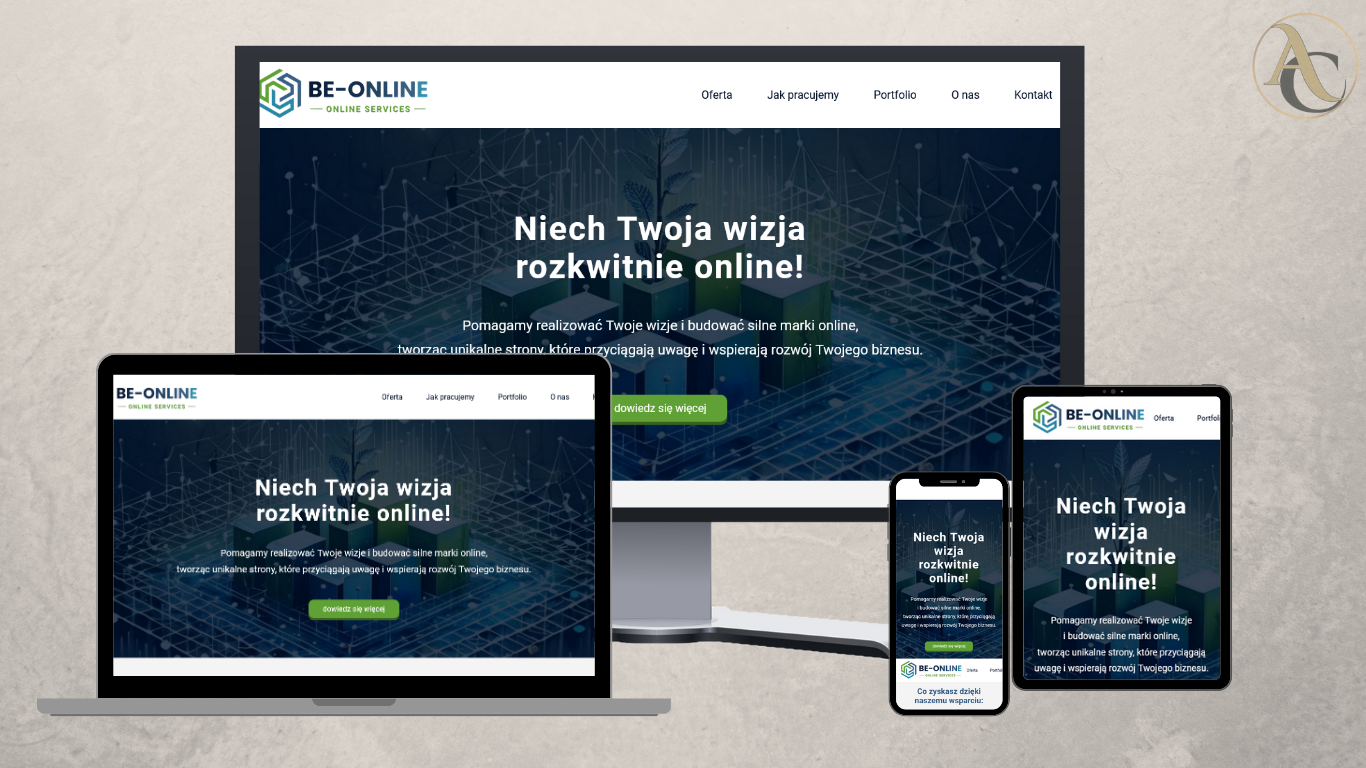 AC
BE-ONLINE
ONLINE SERVICES
Oferta
Jak pracujemy
Portfolio
O nas
Kontakt
Niech Twoja wizja
rozkwitnie online!
Pomagamy realizować Twoje wizje i budować silne marki online,
tworząc unikalne strony, które przyciągają uwagę i wspierają rozwój Twojego biznesu.
dowiedz się więcej
BE-ONLINE
ONLINE SERVICES
Oferta
Jak pracujemy
Portfolio
O nas
Niech Twoja wizja
rozkwitnie online!
Pomagamy realizować Twoje wizje i budować silne marki online,
tworząc unikalne strony, które przyciągają uwagę i wspierają rozwój Twojego biznesu.
dowiedz się więcej
Niech Twoja
wizja
rozkwitnie
online!
Pomagamy realizować Twoje wizje
i budować silne marki online,
tworząc unikalne strony, które przyciągają
uwagę i wspierają rozwój Twojego biznesu.
dowiedz się więcej
BE-ONLINE
ONLINE SERVICES
Oferta
Portfo
Co zyskasz dzięki
naszemu wsparciu:
BE-ONLINE
ONLINE SERVICES
Oferta
Portfoli
Niech Twoja
wizja
rozkwitnie
online!
Pomagamy realizować Twoje wizje
i budować silne marki online,
tworząc unikalne strony, które przyciągają
uwagę i wspierają rozwój Twojego biznesu.